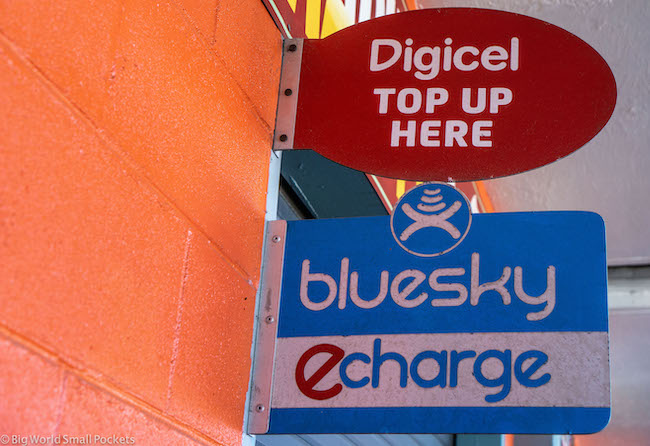 Digicel
TOP UP
HERE
bluesky
echarge
© Big World Small Pockets